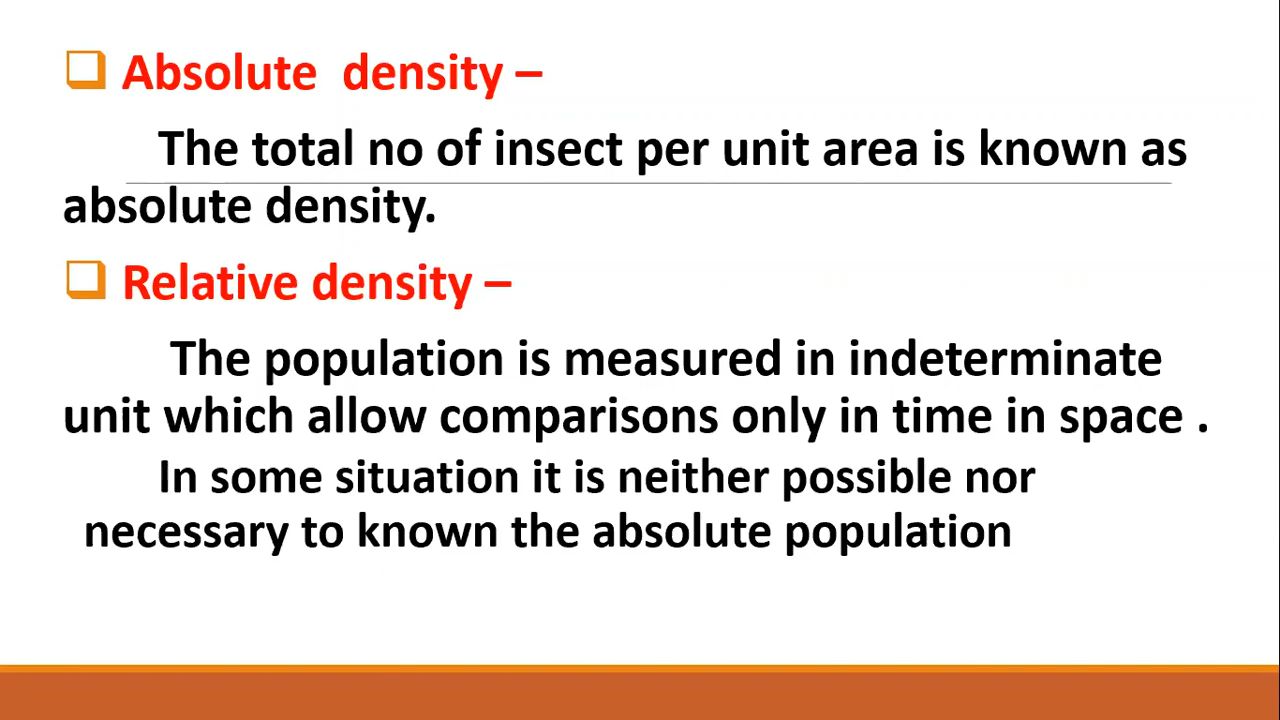 Absolute density –
The total no of insect per unit area is known as
absolute density.
Relative density –
The population is measured in indeterminate
unit which allow comparisons only in time in space .
In some situation it is neither possible nor
necessary to known the absolute population